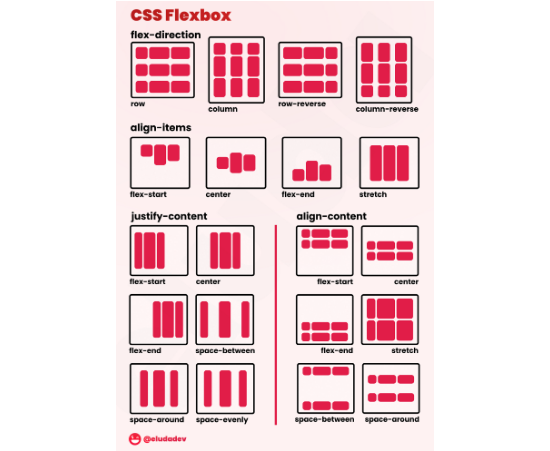 CSS Flexbox
flex-direction
row
column
row-reverse
column-reverse
align-items
flex-start
center
flex-end
stretch
justify-content
flex-start
center
flex-end
space-between
space-around
space-evenly
align-content
flex-start
center
flex-end
stretch
space-between
space-around
@eludadev